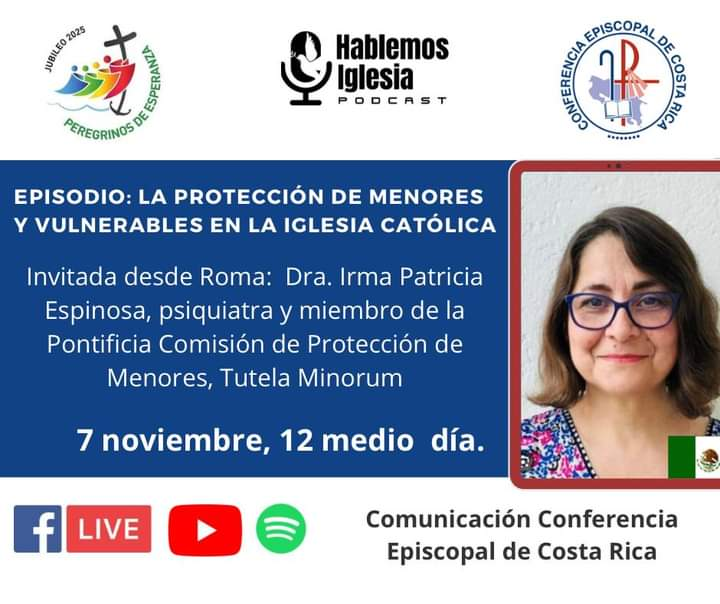 JUBILEO 2025
PEREGRINOS DE ESPERANZA
Hablemos
Iglesia
PODCAST
CONFERENCIA EPISCOPAL DE COSTA RICA
EPISODIO: LA PROTECCIÓN DE MENORES
Y VULNERABLES EN LA IGLESIA CATÓLICA
Invitada desde Roma: Dra. Irma Patricia
Espinosa, psiquiatra y miembro de la
Pontificia Comisión de Protección de
Menores, Tutela Minorum
7 noviembre, 12 medio día.
LIVE
Comunicación Conferencia
Episcopal de Costa Rica